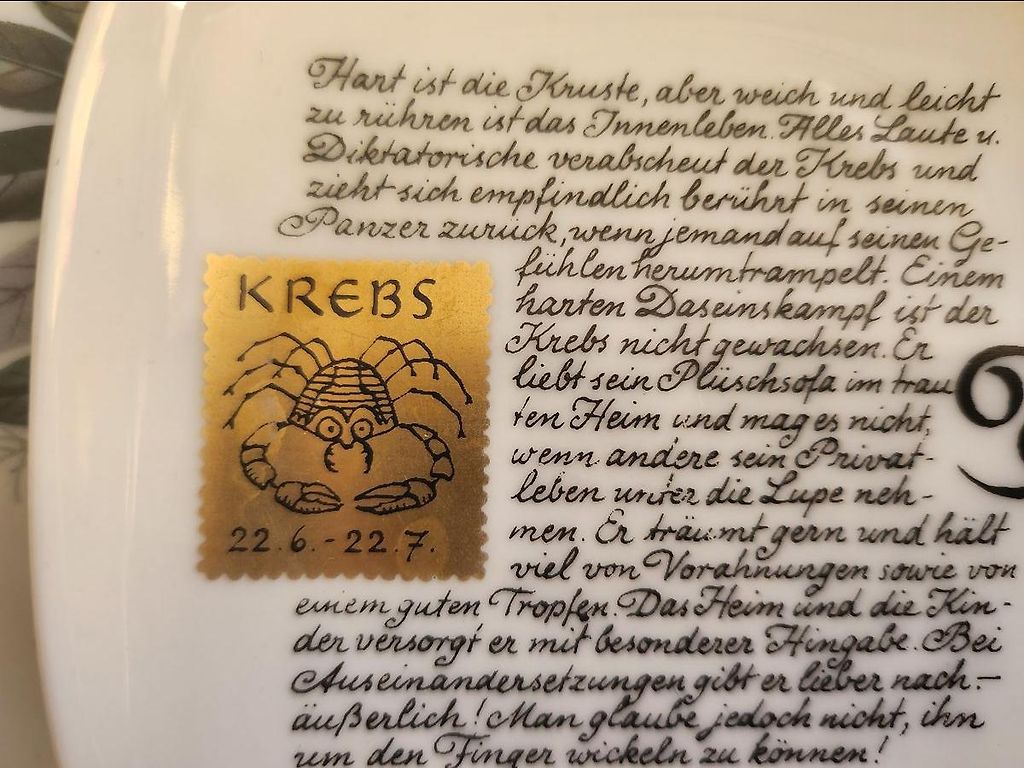 Hart ist die Kruste, aber weich und leicht
zu rühren ist das Innenleben. Alles Laute u.
Diktatorische verabscheut der Krebs und
zieht sich empfindlich berührt in seinen
Panzer zurück, wenn jemand auf seinen Ge-
fühlen herumtrampelt. Einem
harten Daseinskampf ist der
Krebs nicht gewachsen. Er
liebt sein Plüschsofa im trau
ten Heim und mag es nicht,
wenn andere sein Privat-
leben unter die Lupe neh-
men. Er träumt gern und hält
viel von Vorahnungen sowie von
einem guten Tropfen. Das Heim und die Kin-
der versorgt er mit besonderer Hingabe. Bei
Auseinandersetzungen gibt er lieber nach –
äußerlich! Man glaube jedoch nicht, ihn
um den Finger wickeln zu können!
KREBS
22.6. - 22.7.